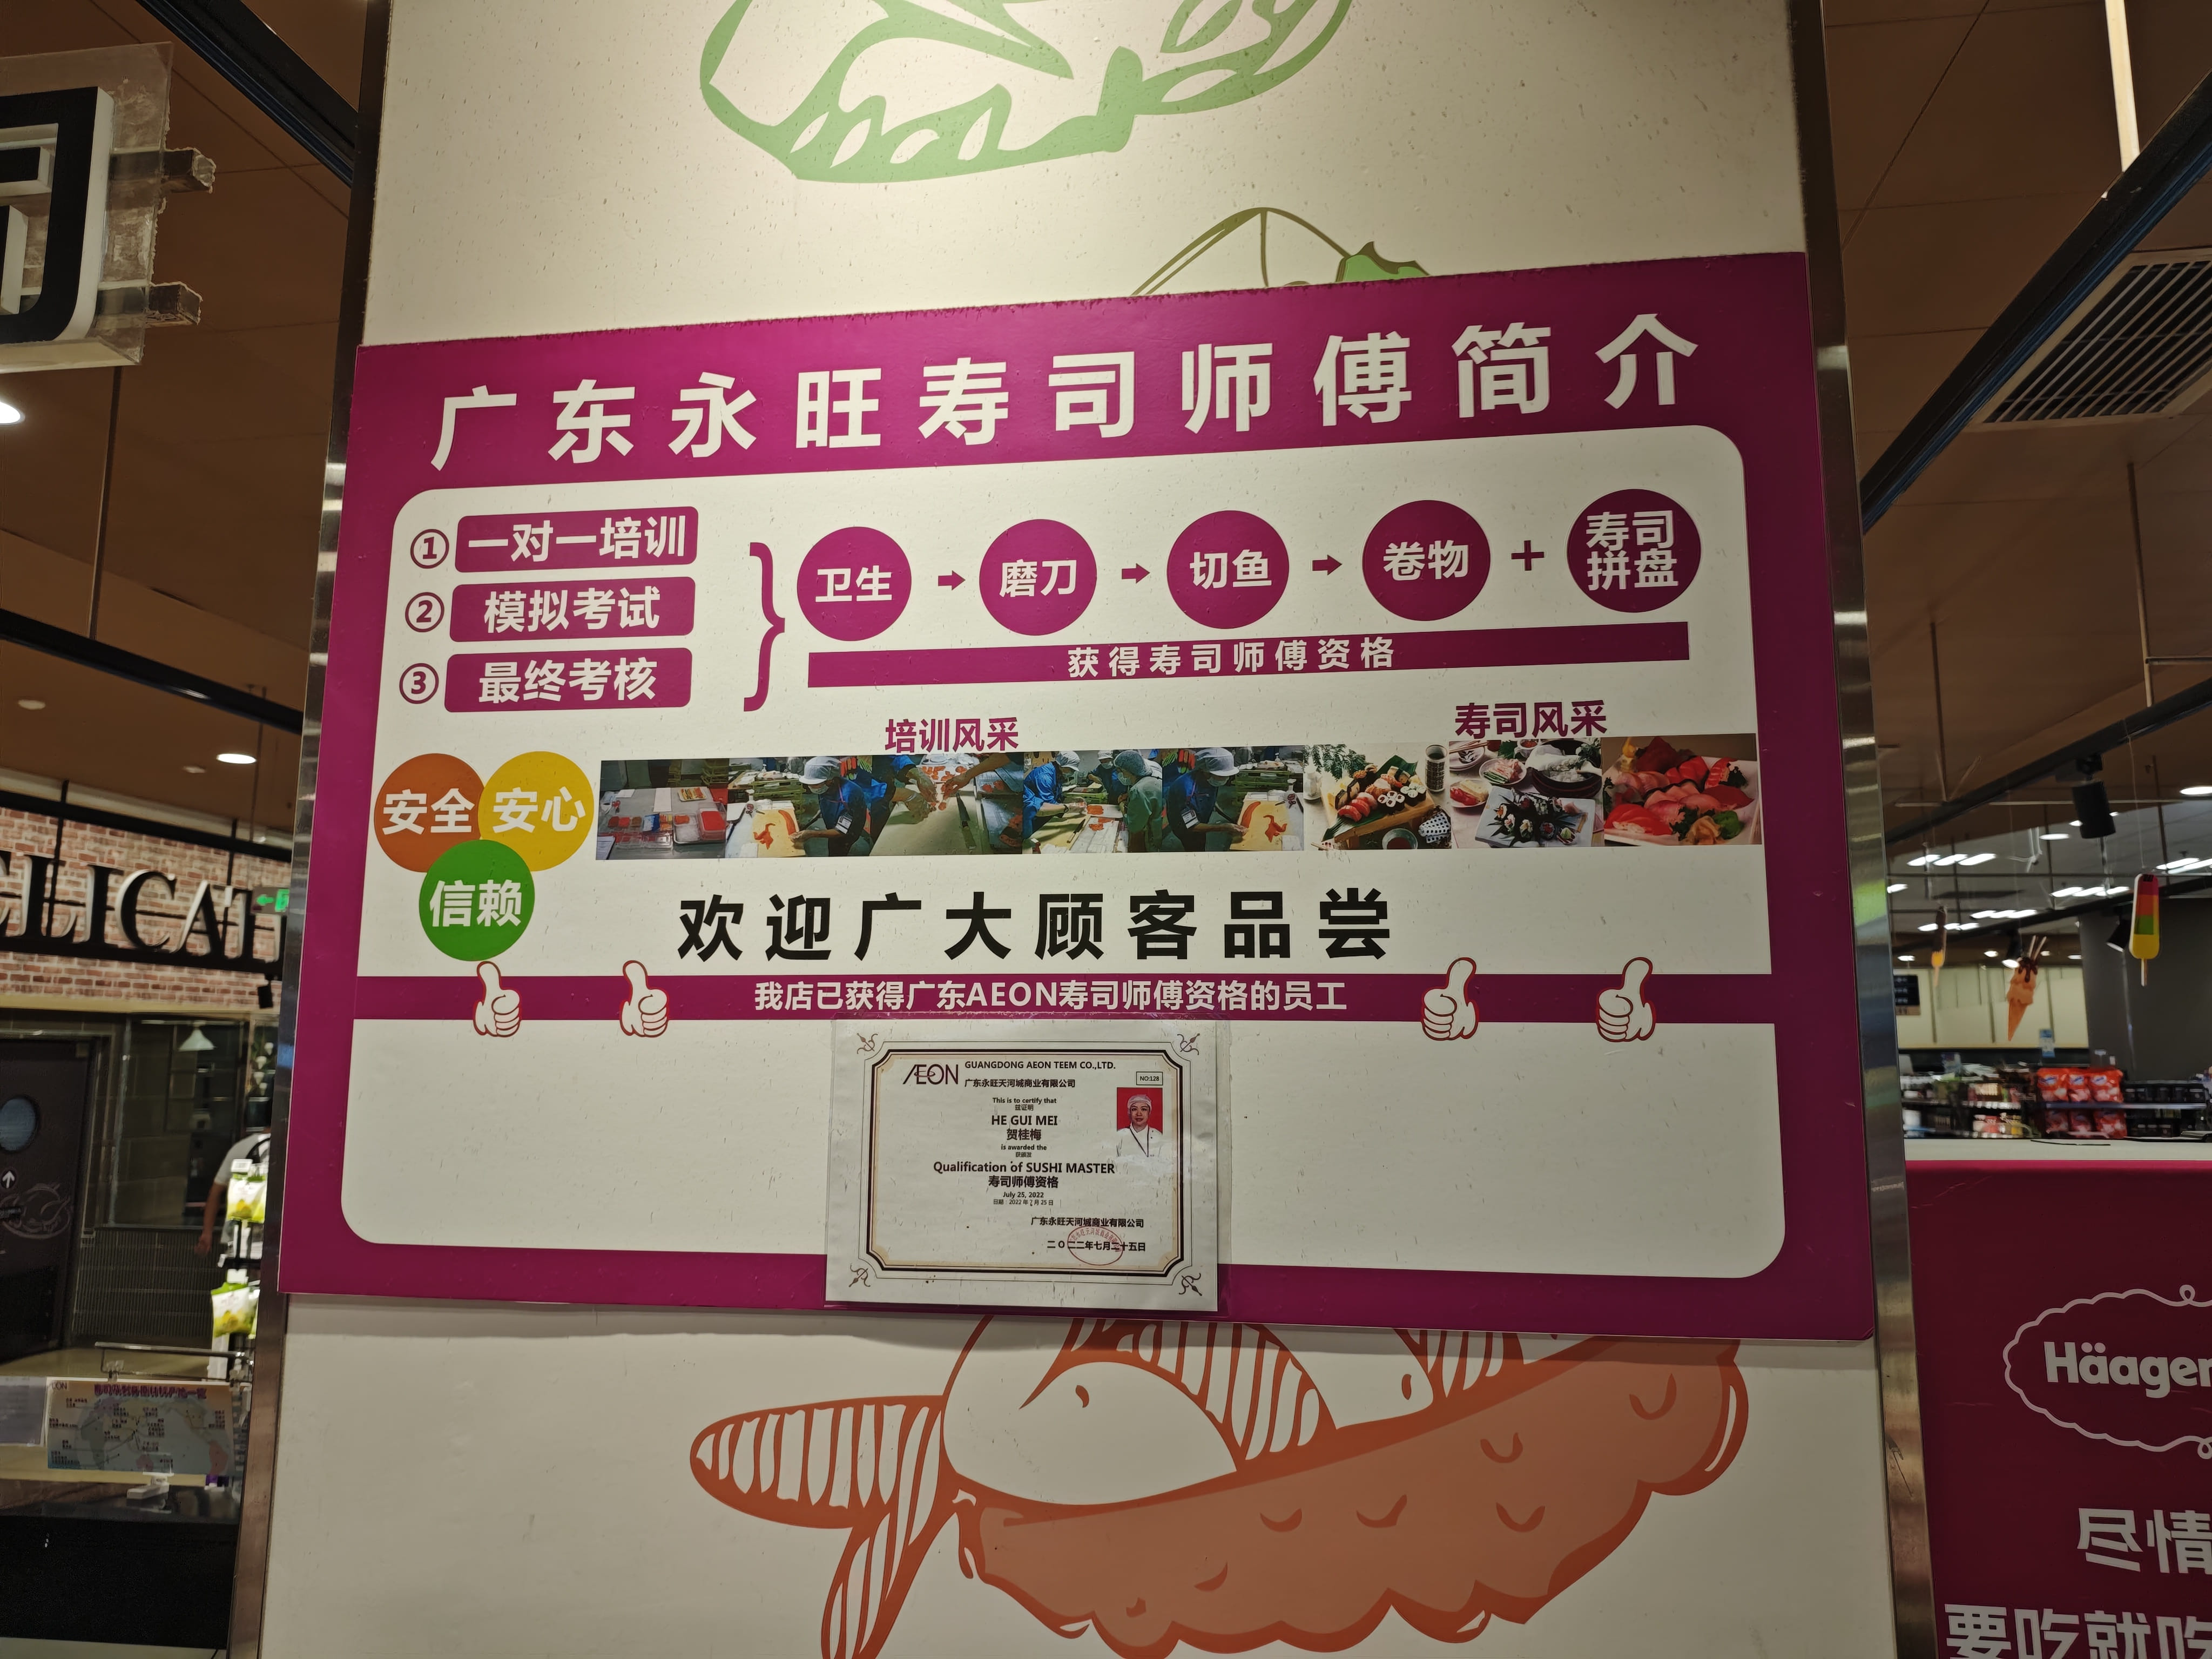 司
广东永旺寿司师傅简介
① 一对一培训
② 模拟考试
③ 最终考核
卫生 → 磨刀 → 切鱼 → 卷物 + 寿司拼盘
获得寿司师傅资格
培训风采
寿司风采
安全 安心
信赖
欢迎广大顾客品尝
我店已获得广东AEON寿司师傅资格的员工
AEON GUANGDONG AEON TEEM CO.,LTD.
广东永旺天河城商业有限公司
NO:128
This is to certify that
兹证明
HE GUI MEI
贺桂梅
is awarded the
获颁发
Qualification of SUSHI MASTER
寿司师傅资格
July 25, 2022
日期 2022年7月25日
广东永旺天河城商业有限公司
二〇二二年七月二十五日
ELICAT
Häagen
尽情
要吃就吃